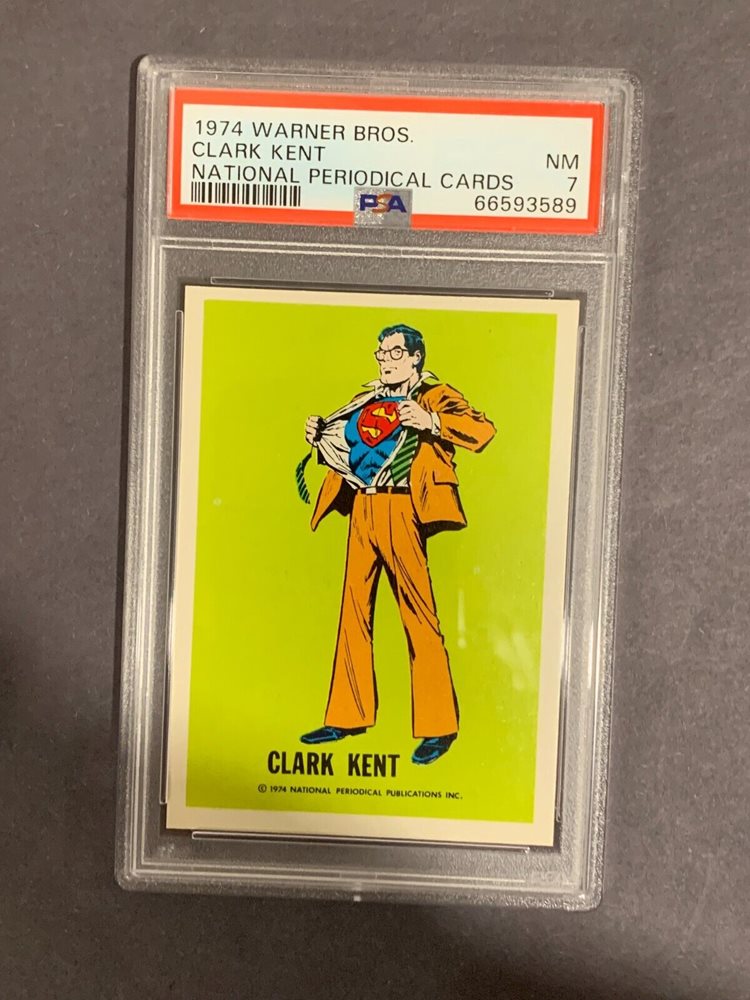 1974 WARNER BROS.
CLARK KENT
NM
NATIONAL PERIODICAL CARDS
7
PSA
66593589
S
CLARK KENT
© 1974 NATIONAL PERIODICAL PUBLICATIONS INC.